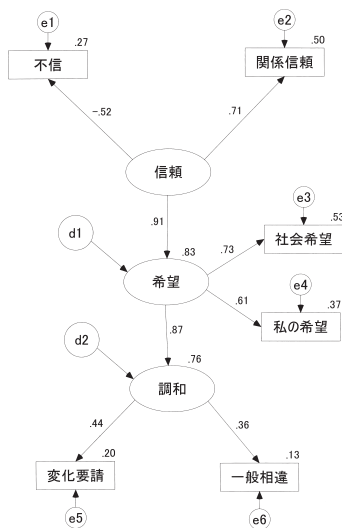 e1
e2
.27
.50
不信
関係信頼
-.52
.71
信頼
.91
e3
d1
.83
.53
.73
社会希望
希望
e4
.61
.37
.87
私の希望
d2
.76
調和
.44
.36
.20
.13
変化要請
一般相違
e5
e6